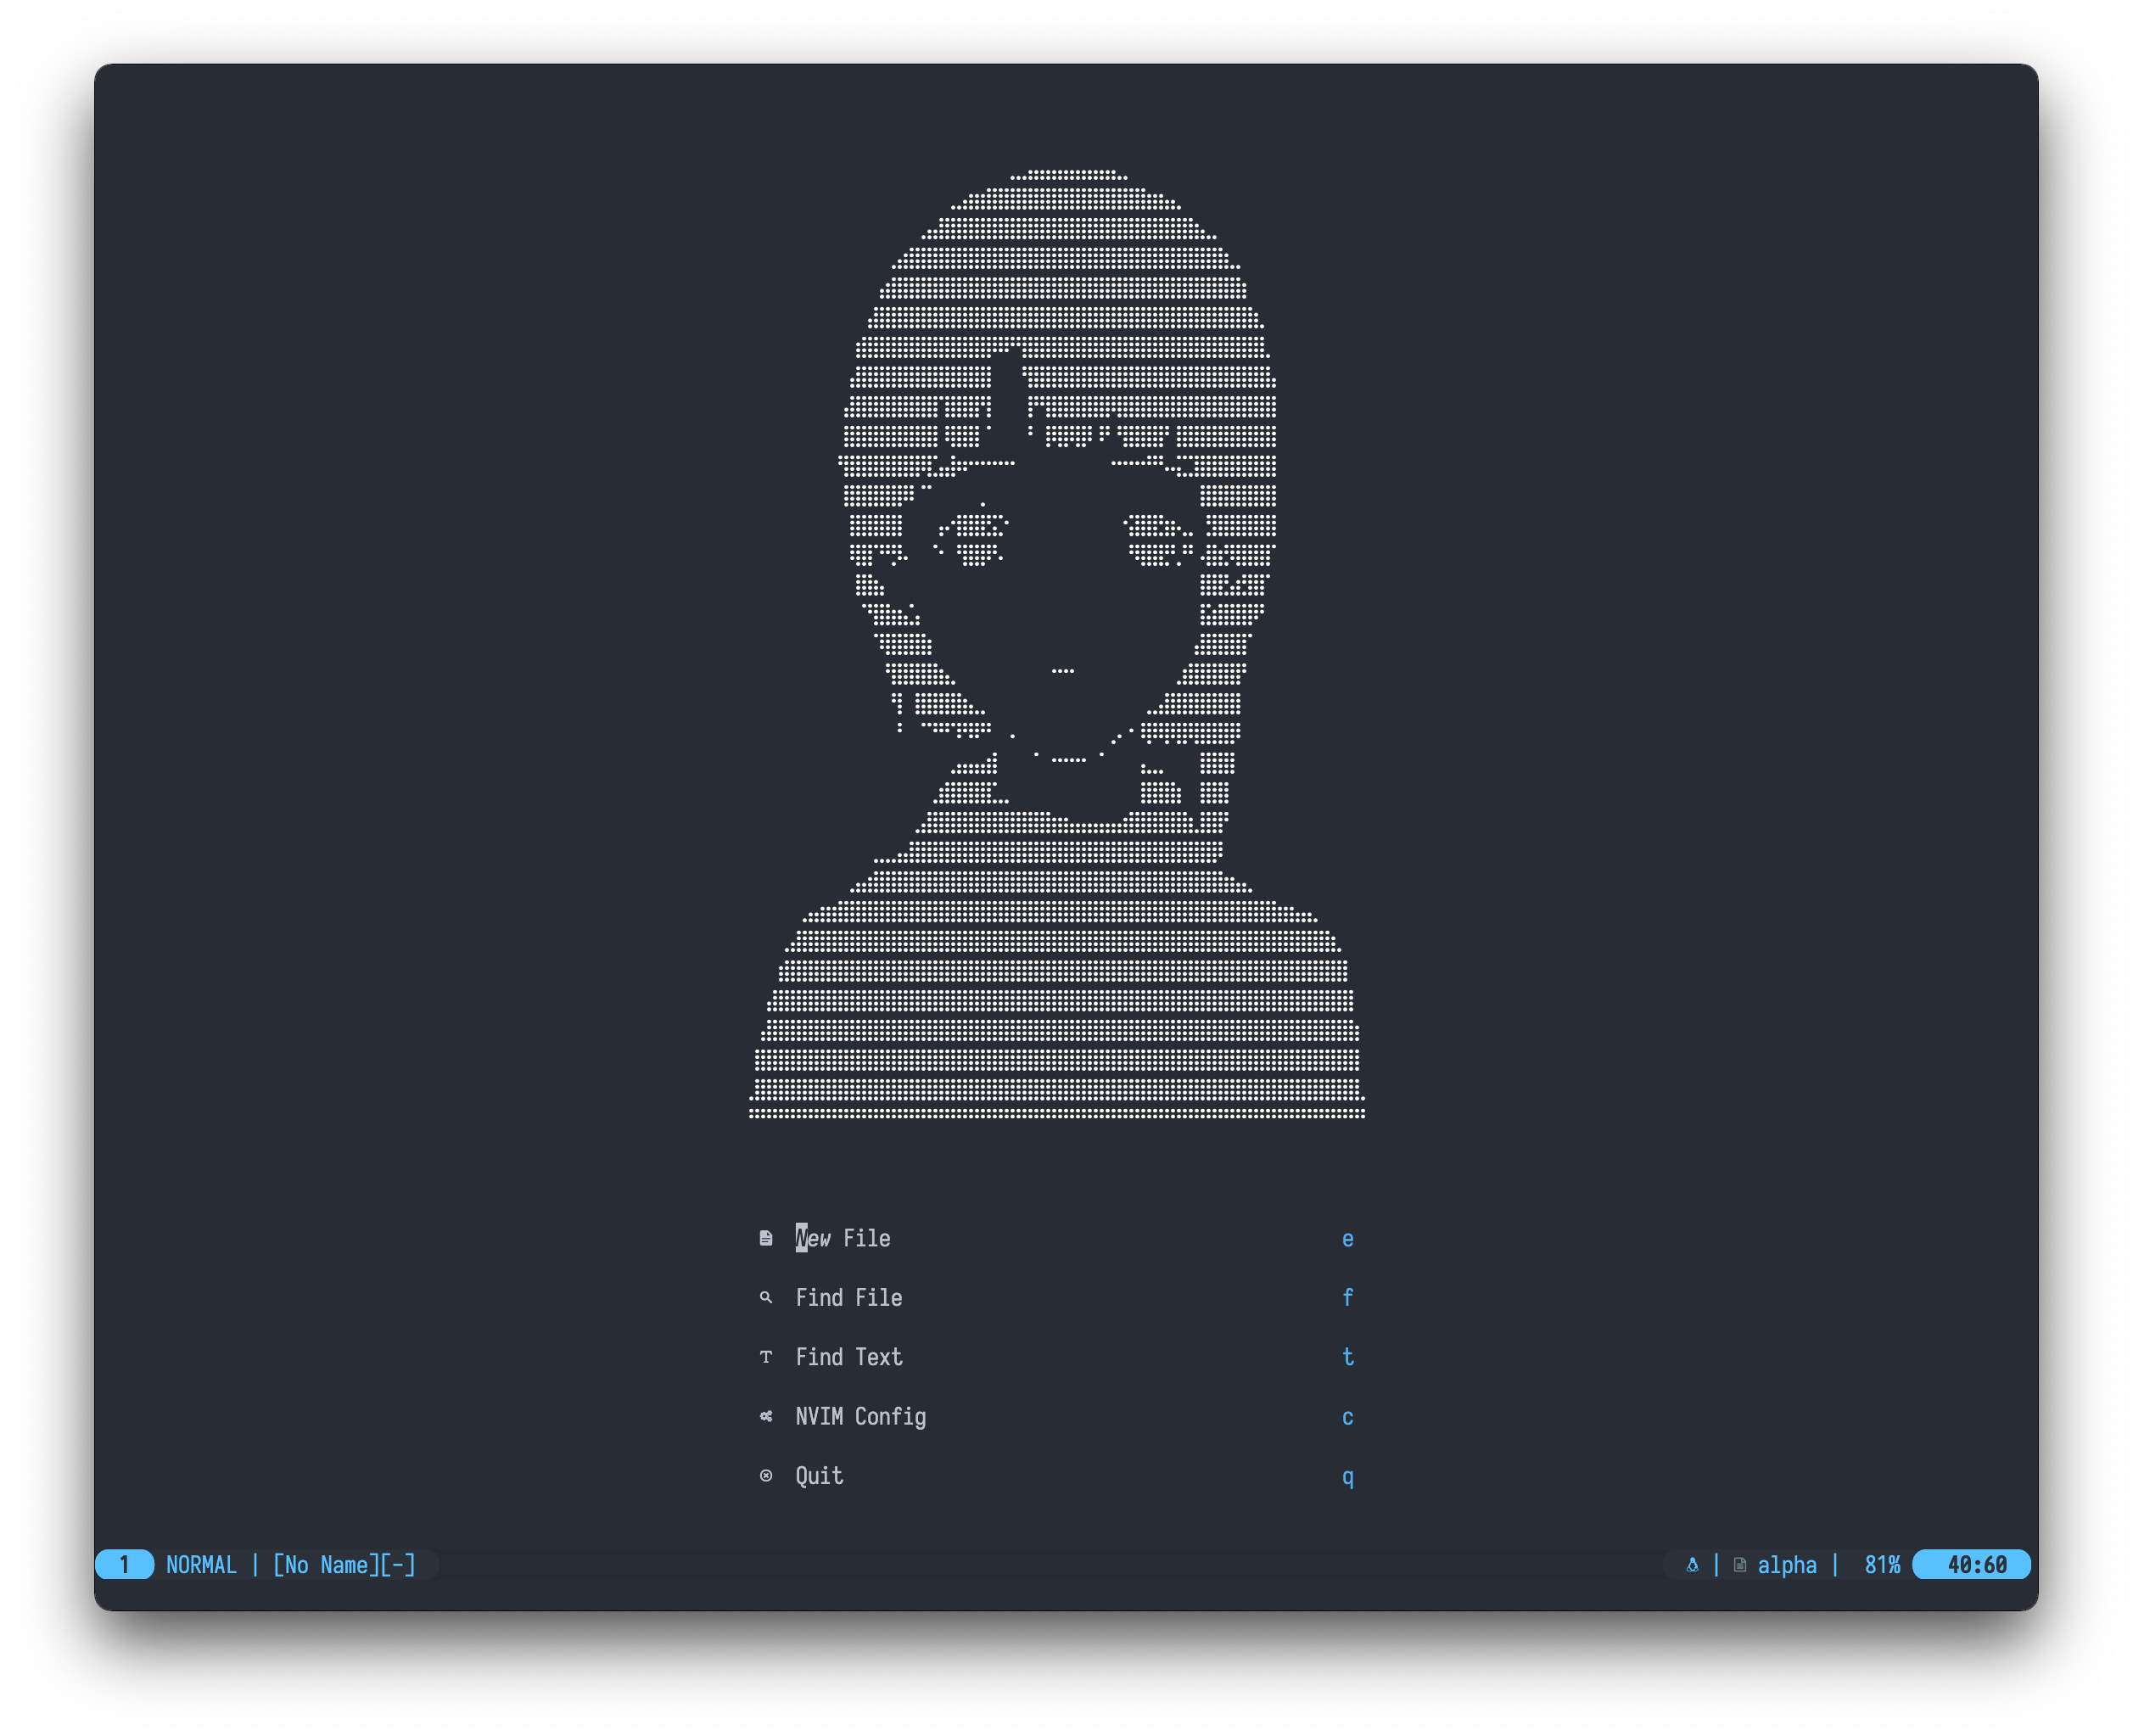 New File e
Find File f
Find Text t
NVIM Config c
Quit q
1 NORMAL | [No Name][-] | alpha | 81% 40:60